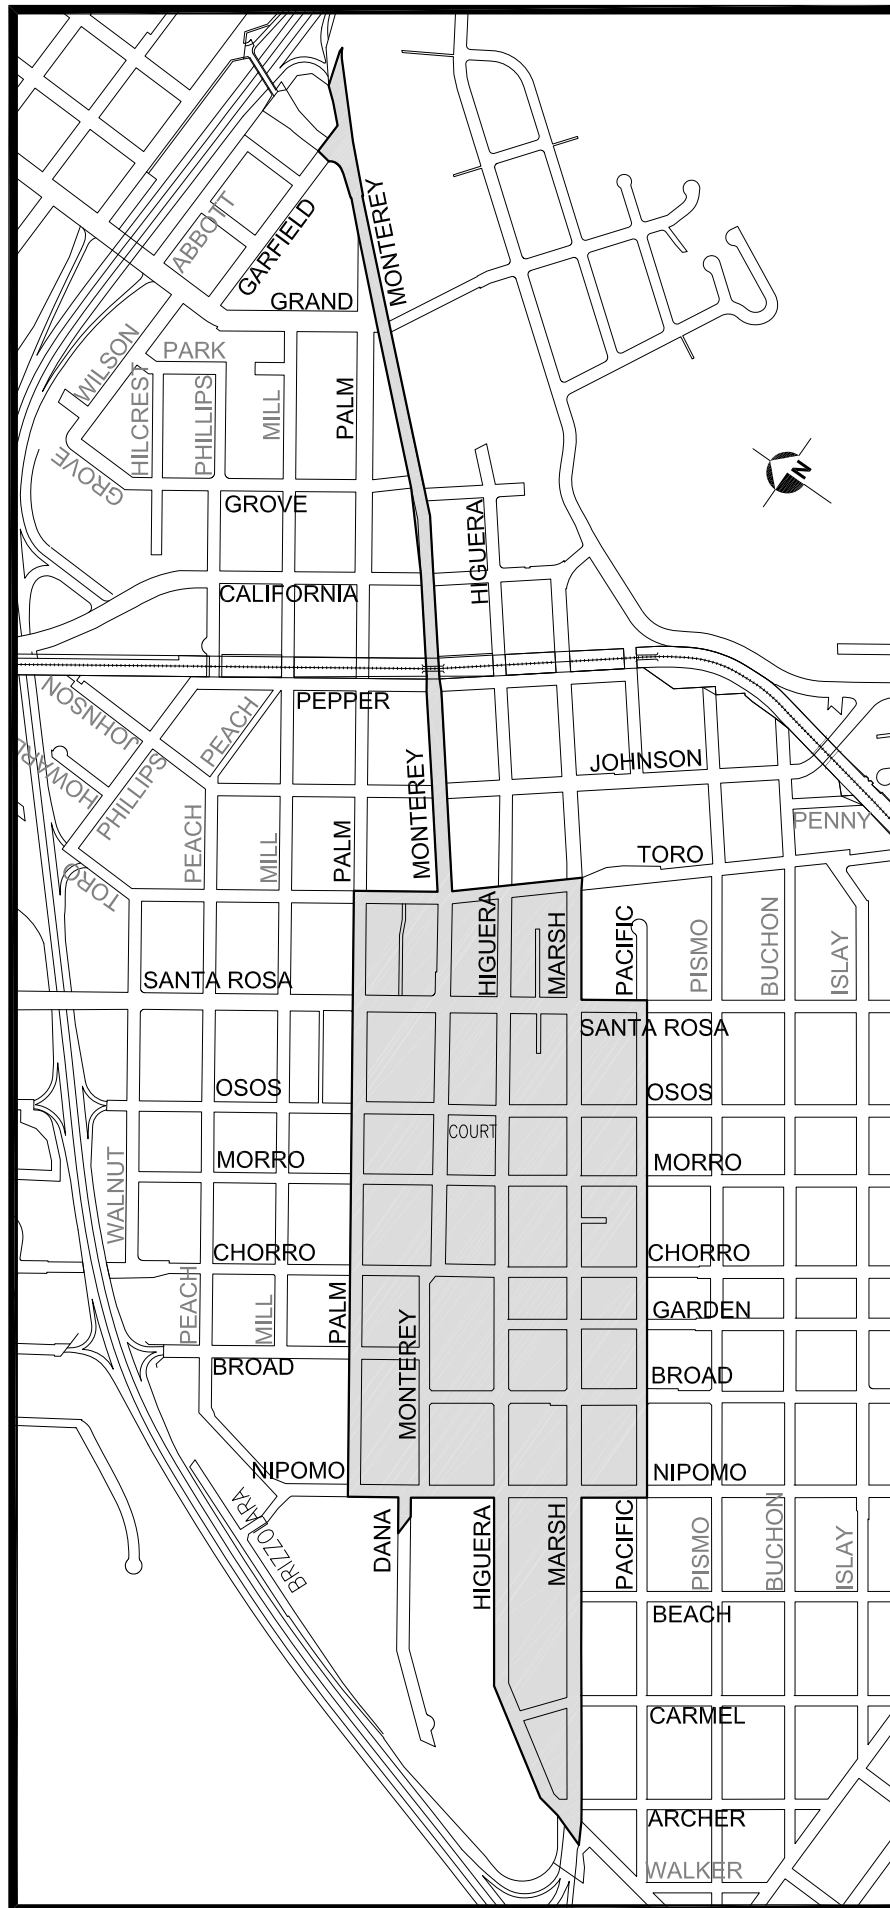 MONTEREY
ABBOTT
GARFIELD
GRAND
WILSON
PARK
HILCREST
PHILLIPS
MILL
PALM
GROVE
N
GROVE
HIGUERA
CALIFORNIA
JOHNSON
PEPPER
PEACH
HOWARD
PHILLIPS
MONTEREY
JOHNSON
PEACH
MILL
PALM
TORO
PENNY
TORO
HIGUERA
MARSH
PACIFIC
PISMO
BUCHON
ISLAY
SANTA ROSA
SANTA ROSA
OSOS
OSOS
COURT
WALNUT
MORRO
MORRO
CHORRO
CHORRO
PEACH
MILL
PALM
MONTEREY
GARDEN
BROAD
BROAD
NIPOMO
NIPOMO
BRIZZOLARA
DANA
HIGUERA
MARSH
PACIFIC
PISMO
BUCHON
ISLAY
BEACH
CARMEL
ARCHER
WALKER